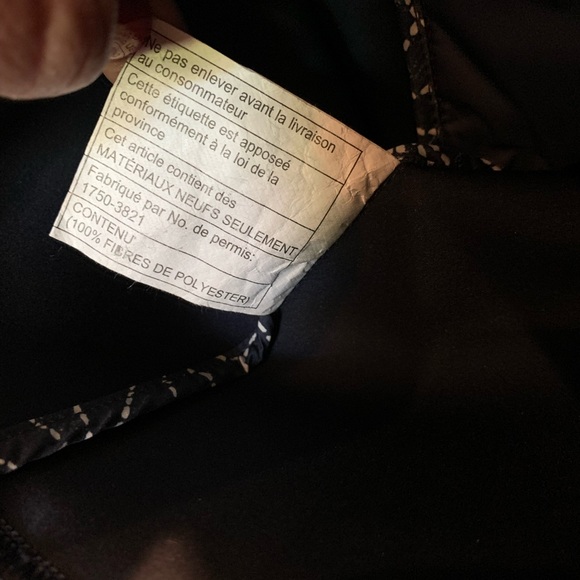 Ne pas enlever avant la livraison
au consommateur
Cette étiquette est apposeé
conformément à la loi de la
province
Cet article contient des
MATÉRIAUX NEUFS SEULEMENT
Fabriqué par No. de permis:
1750-3821
CONTENU
(100% FIBRES DE POLYESTER)